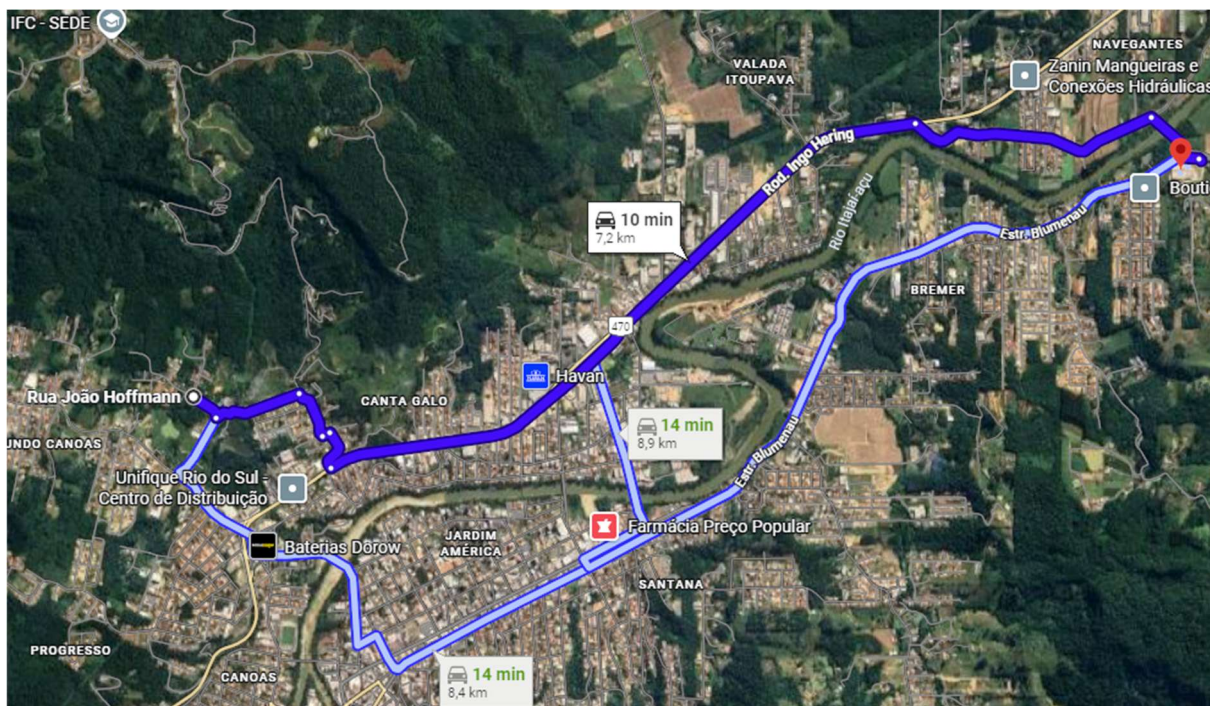 IFC - SEDE
NAVEGANTES
VALADA
ITOUPAVA
Zanin Mangueiras e
Conexões Hidráulicas
Rod. Ingo Hering
Rio Itajaí-açu
10 min
7,2 km
Boutic
Estr. Blumenau
BREMER
470
Havan
Rua João Hoffmann
CANTA GALO
14 min
8,9 km
UNDO CANOAS
Unifique Rio do Sul -
Centro de Distribuição
Estr. Blumenau
Farmácia Preço Popular
Baterias Dorow
JARDIM
AMÉRICA
SANTANA
PROGRESSO
CANOAS
14 min
8,4 km